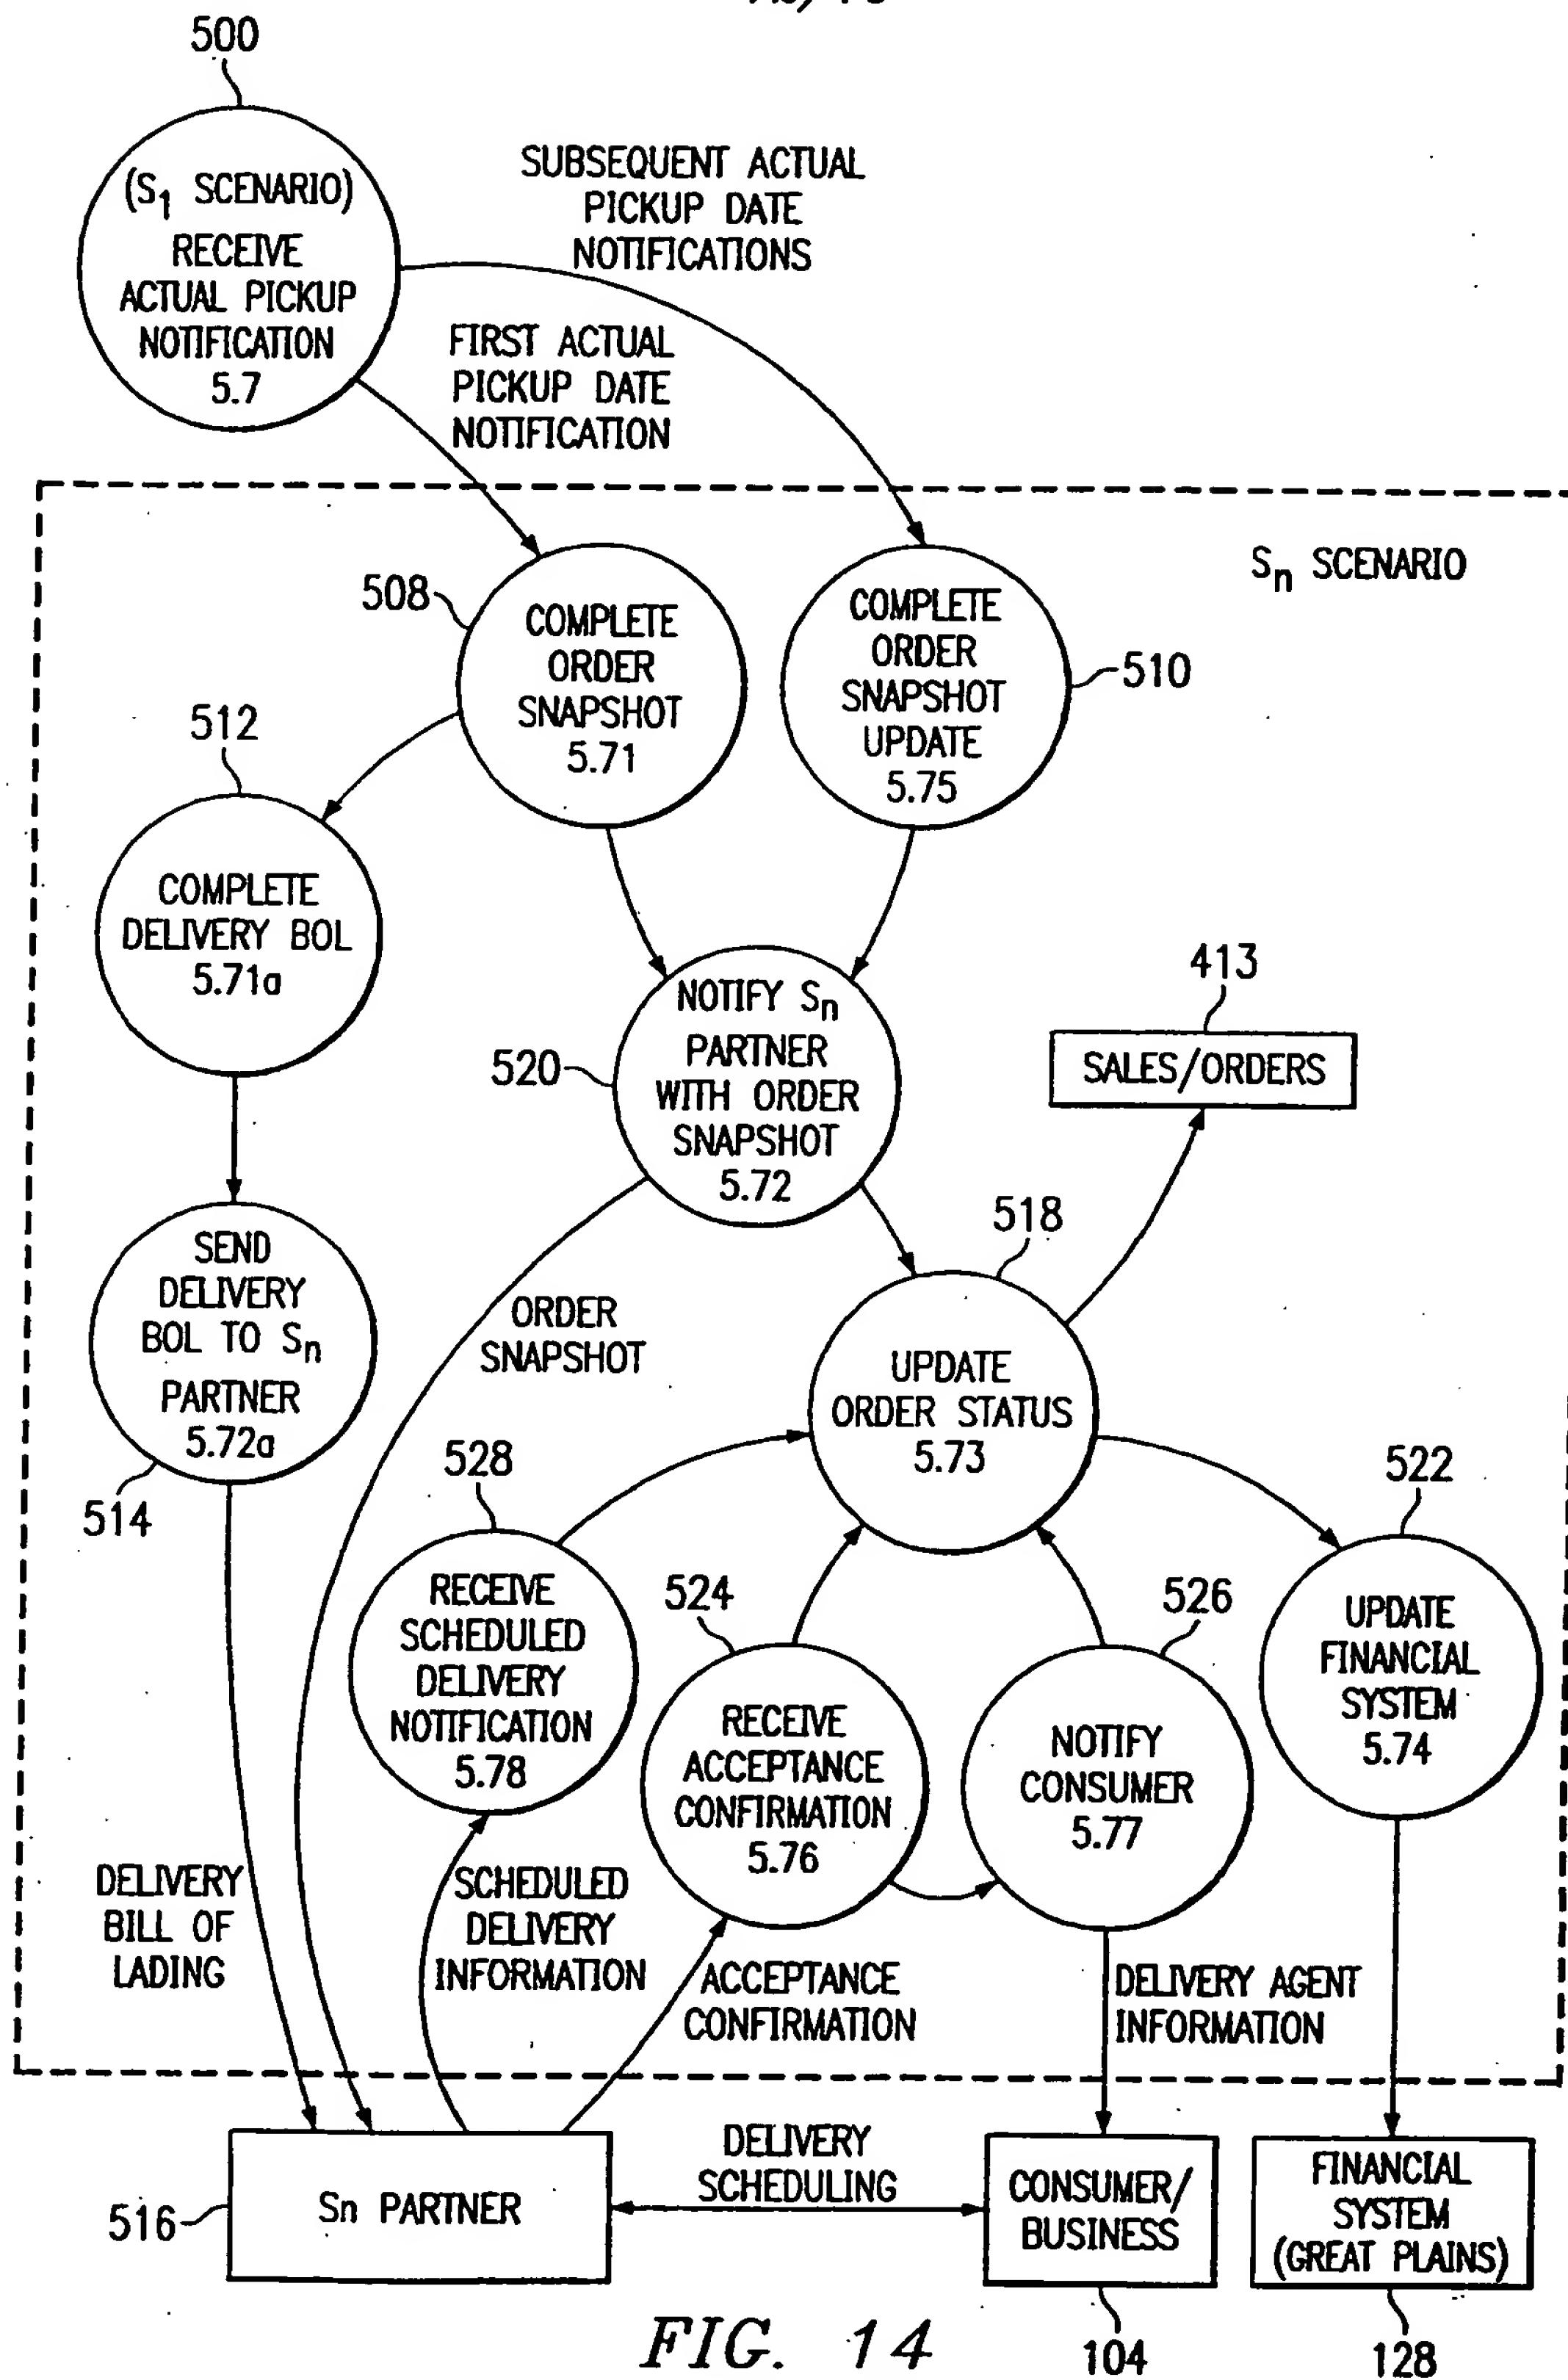 500
(S1 SCENARIO)
RECEIVE
ACTUAL PICKUP
NOTIFICATION
5.7
SUBSEQUENT ACTUAL
PICKUP DATE
NOTIFICATIONS
FIRST ACTUAL
PICKUP DATE
NOTIFICATION
Sn SCENARIO
508
COMPLETE
ORDER
SNAPSHOT
5.71
COMPLETE
ORDER
SNAPSHOT
UPDATE
5.75
510
512
COMPLETE
DELIVERY BOL
5.71a
520
NOTIFY Sn
PARTNER
WITH ORDER
SNAPSHOT
5.72
413
SALES/ORDERS
SEND
DELIVERY
BOL TO Sn
PARTNER
5.72a
514
ORDER
SNAPSHOT
518
UPDATE
ORDER STATUS
5.73
528
RECEIVE
SCHEDULED
DELIVERY
NOTIFICATION
5.78
524
RECEIVE
ACCEPTANCE
CONFIRMATION
5.76
526
NOTIFY
CONSUMER
5.77
522
UPDATE
FINANCIAL
SYSTEM
5.74
DELIVERY
BILL OF
LADING
SCHEDULED
DELIVERY
INFORMATION
ACCEPTANCE
CONFIRMATION
DELIVERY AGENT
INFORMATION
516
Sn PARTNER
DELIVERY
SCHEDULING
CONSUMER/
BUSINESS
104
FINANCIAL
SYSTEM
(GREAT PLAINS)
128
FIG. 14